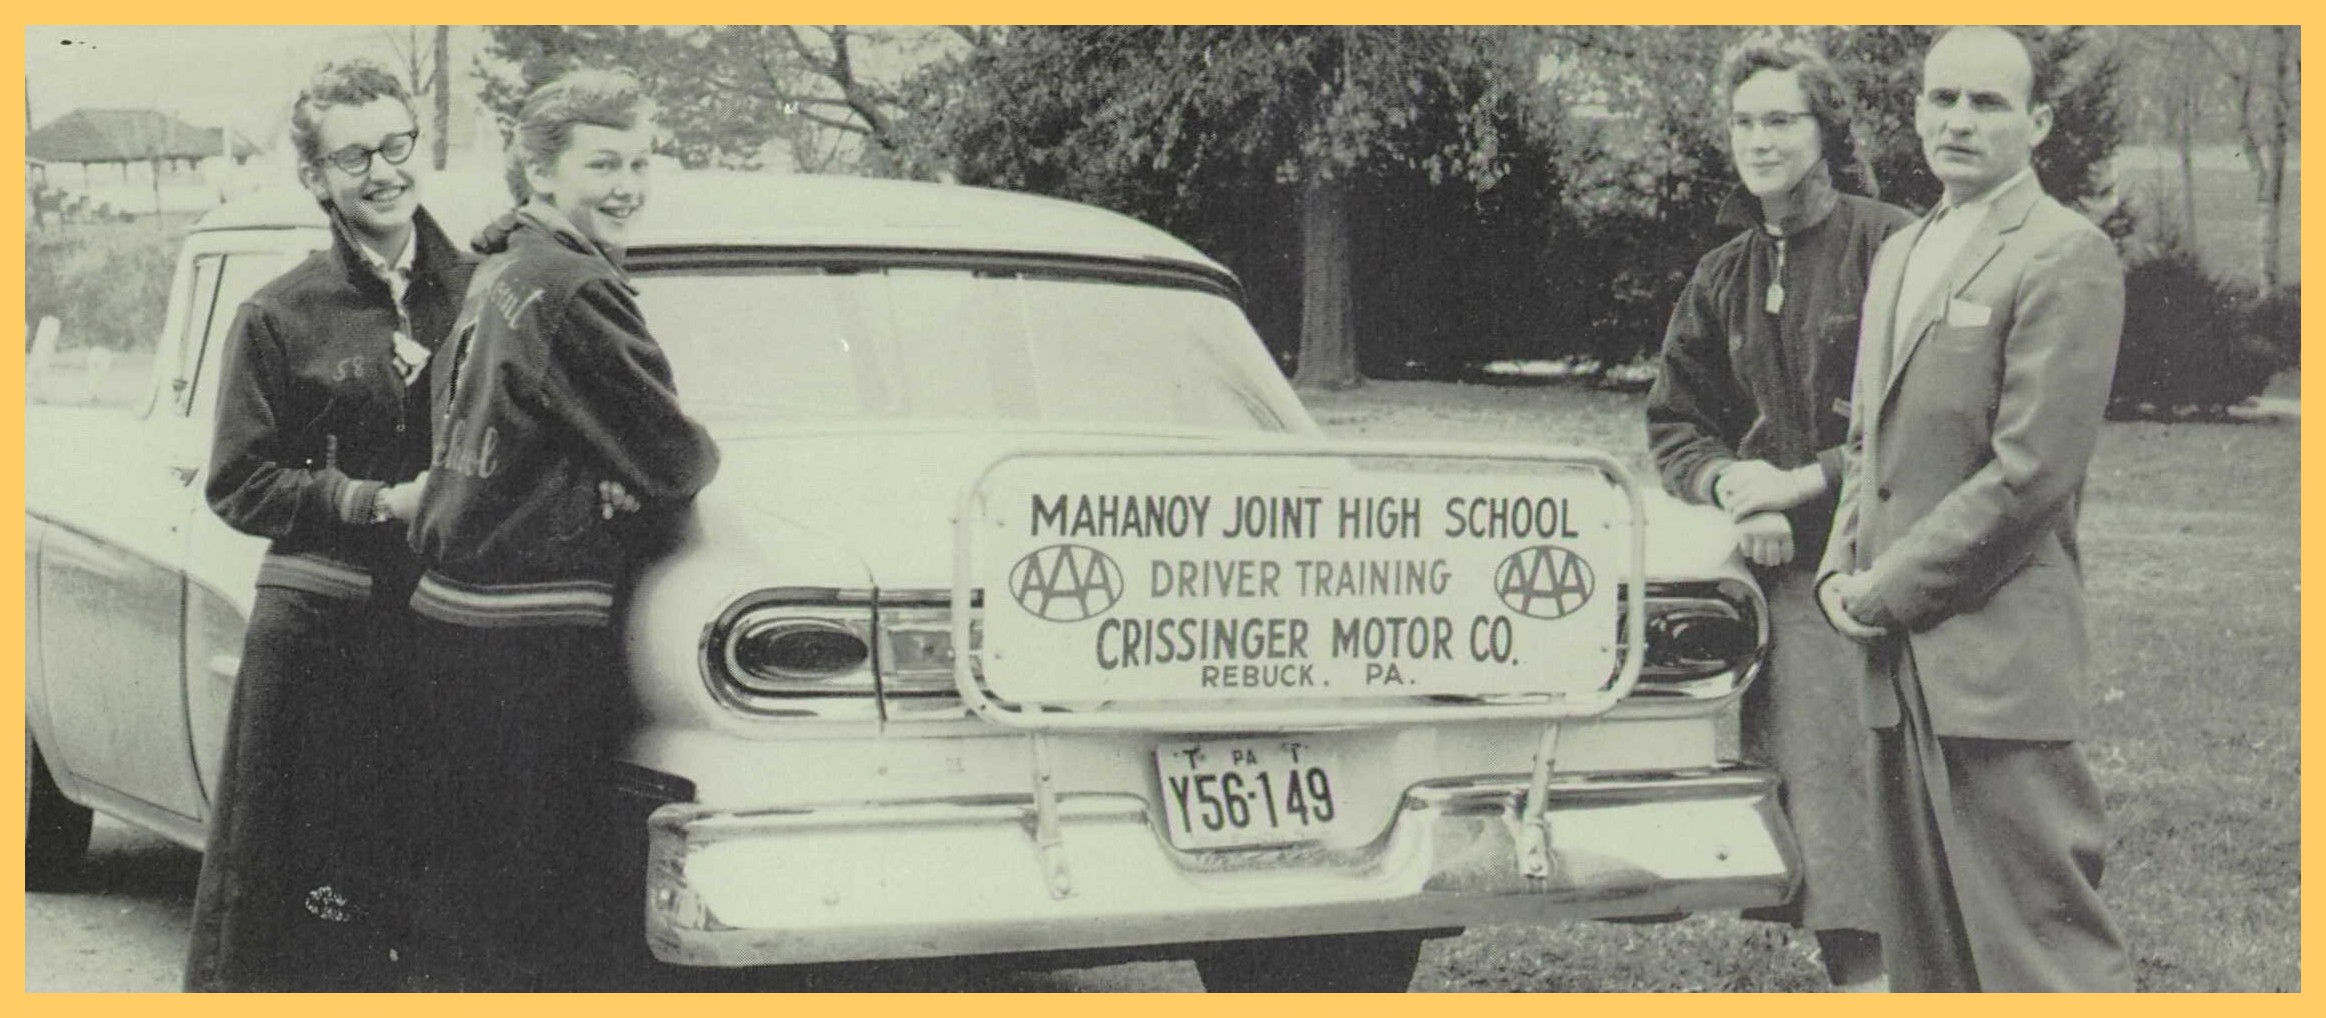 58
MAHANOY JOINT HIGH SCHOOL
AAA DRIVER TRAINING AAA
CRISSINGER MOTOR CO.
REBUCK. PA.
T PA T
Y56-149